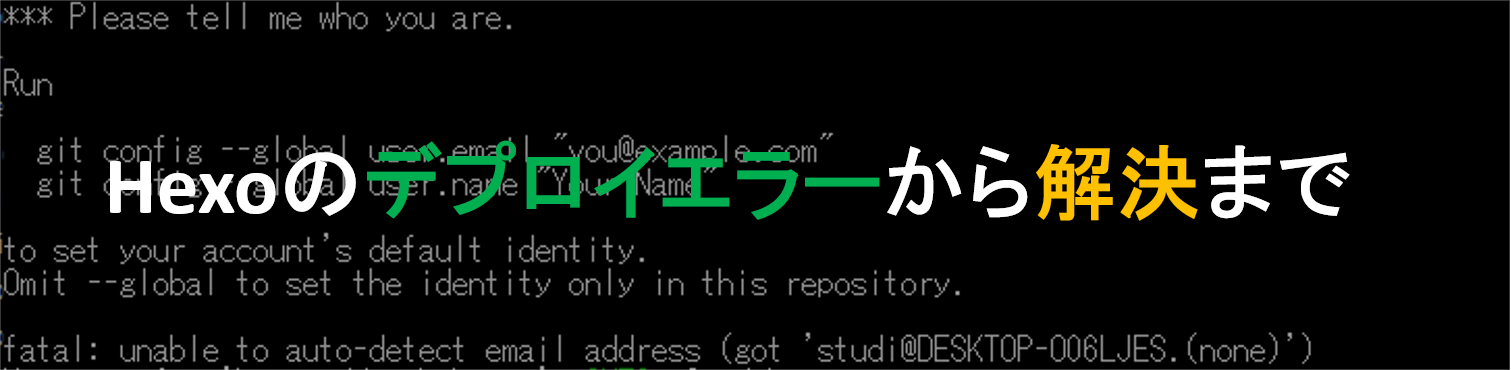 *** Please tell me who you are.
Run
git config --global user.email "you@example.com"
git config --global user.name "Your Name"
Hexoのデプロイエラーから解決まで
to set your account's default identity.
Omit --global to set the identity only in this repository.
fatal: unable to auto-detect email address (got 'studi@DESKTOP-006LJES.(none)')